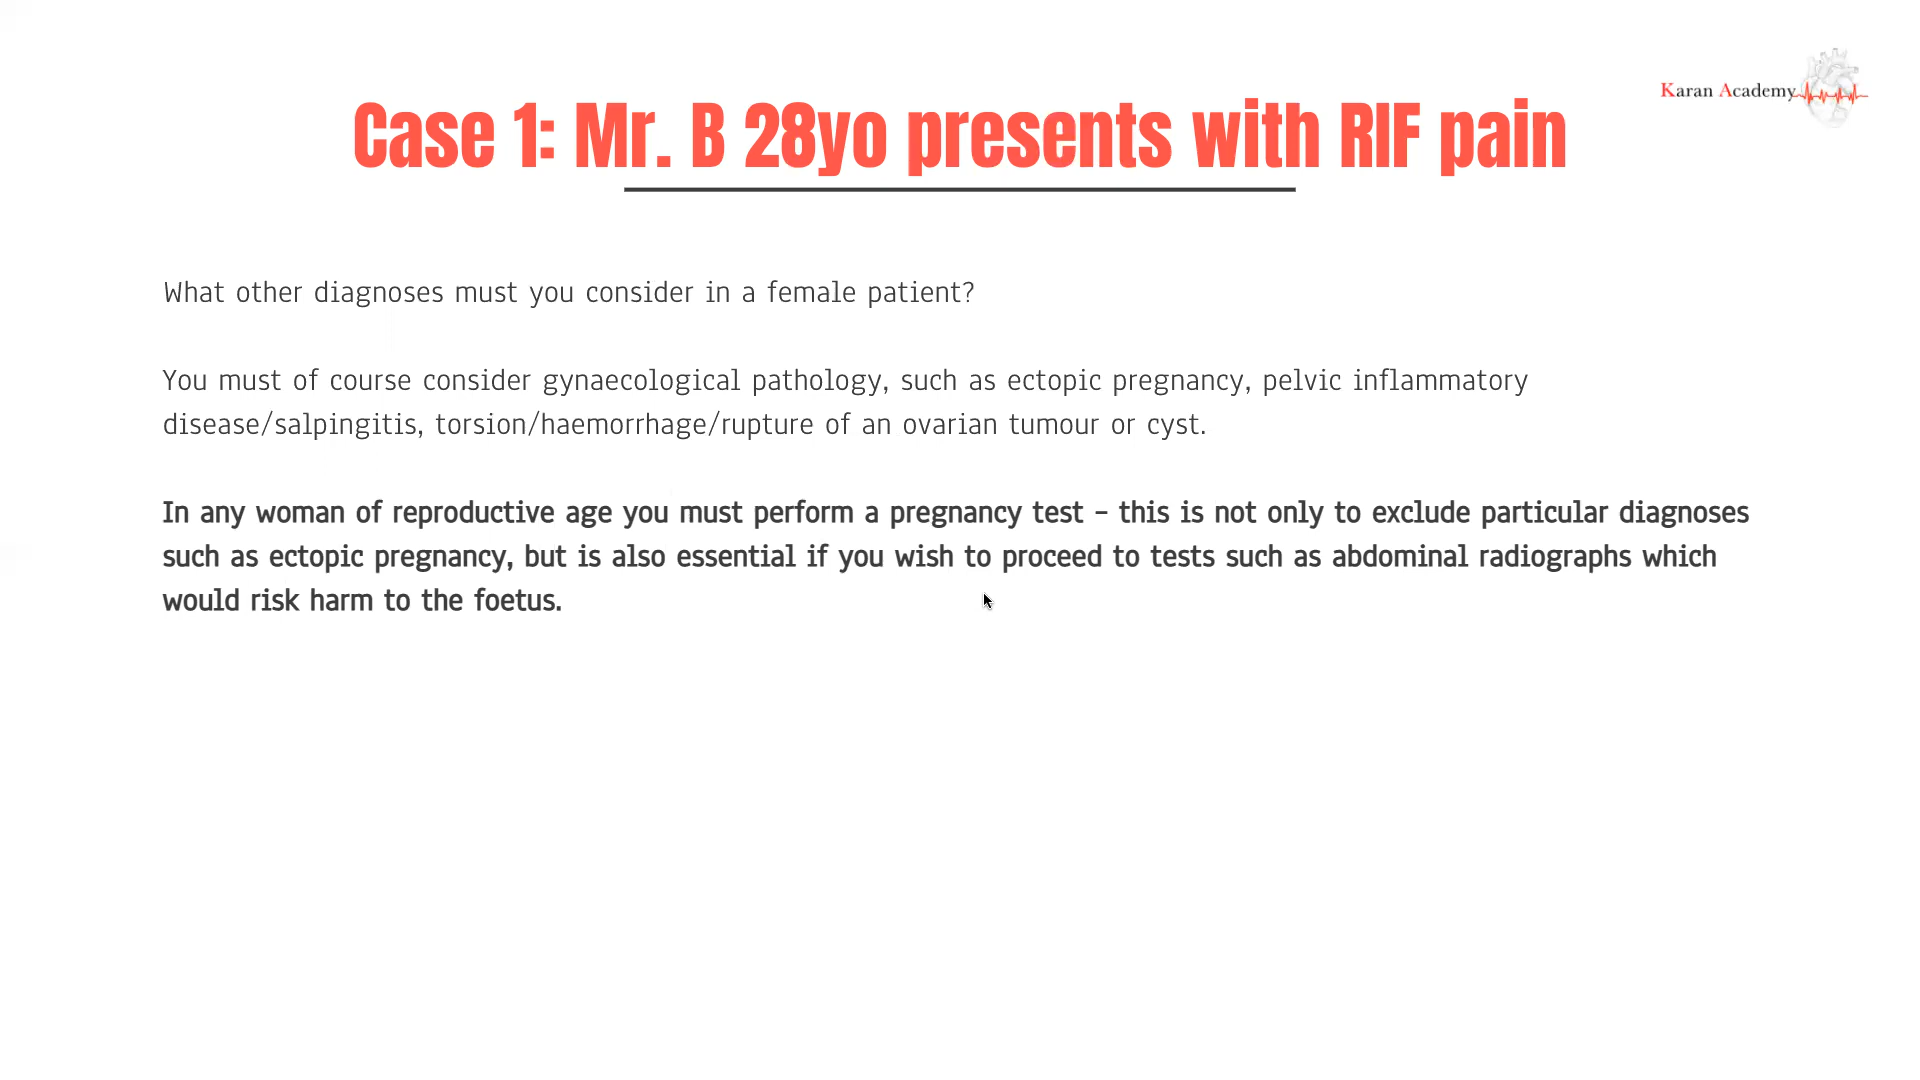 Karan Academy
Case 1: Mr. B 28yo presents with RIF pain
What other diagnoses must you consider in a female patient?
You must of course consider gynaecological pathology, such as ectopic pregnancy, pelvic inflammatory
disease/salpingitis, torsion/haemorrhage/rupture of an ovarian tumour or cyst.
In any woman of reproductive age you must perform a pregnancy test – this is not only to exclude particular diagnoses
such as ectopic pregnancy, but is also essential if you wish to proceed to tests such as abdominal radiographs which
would risk harm to the foetus.